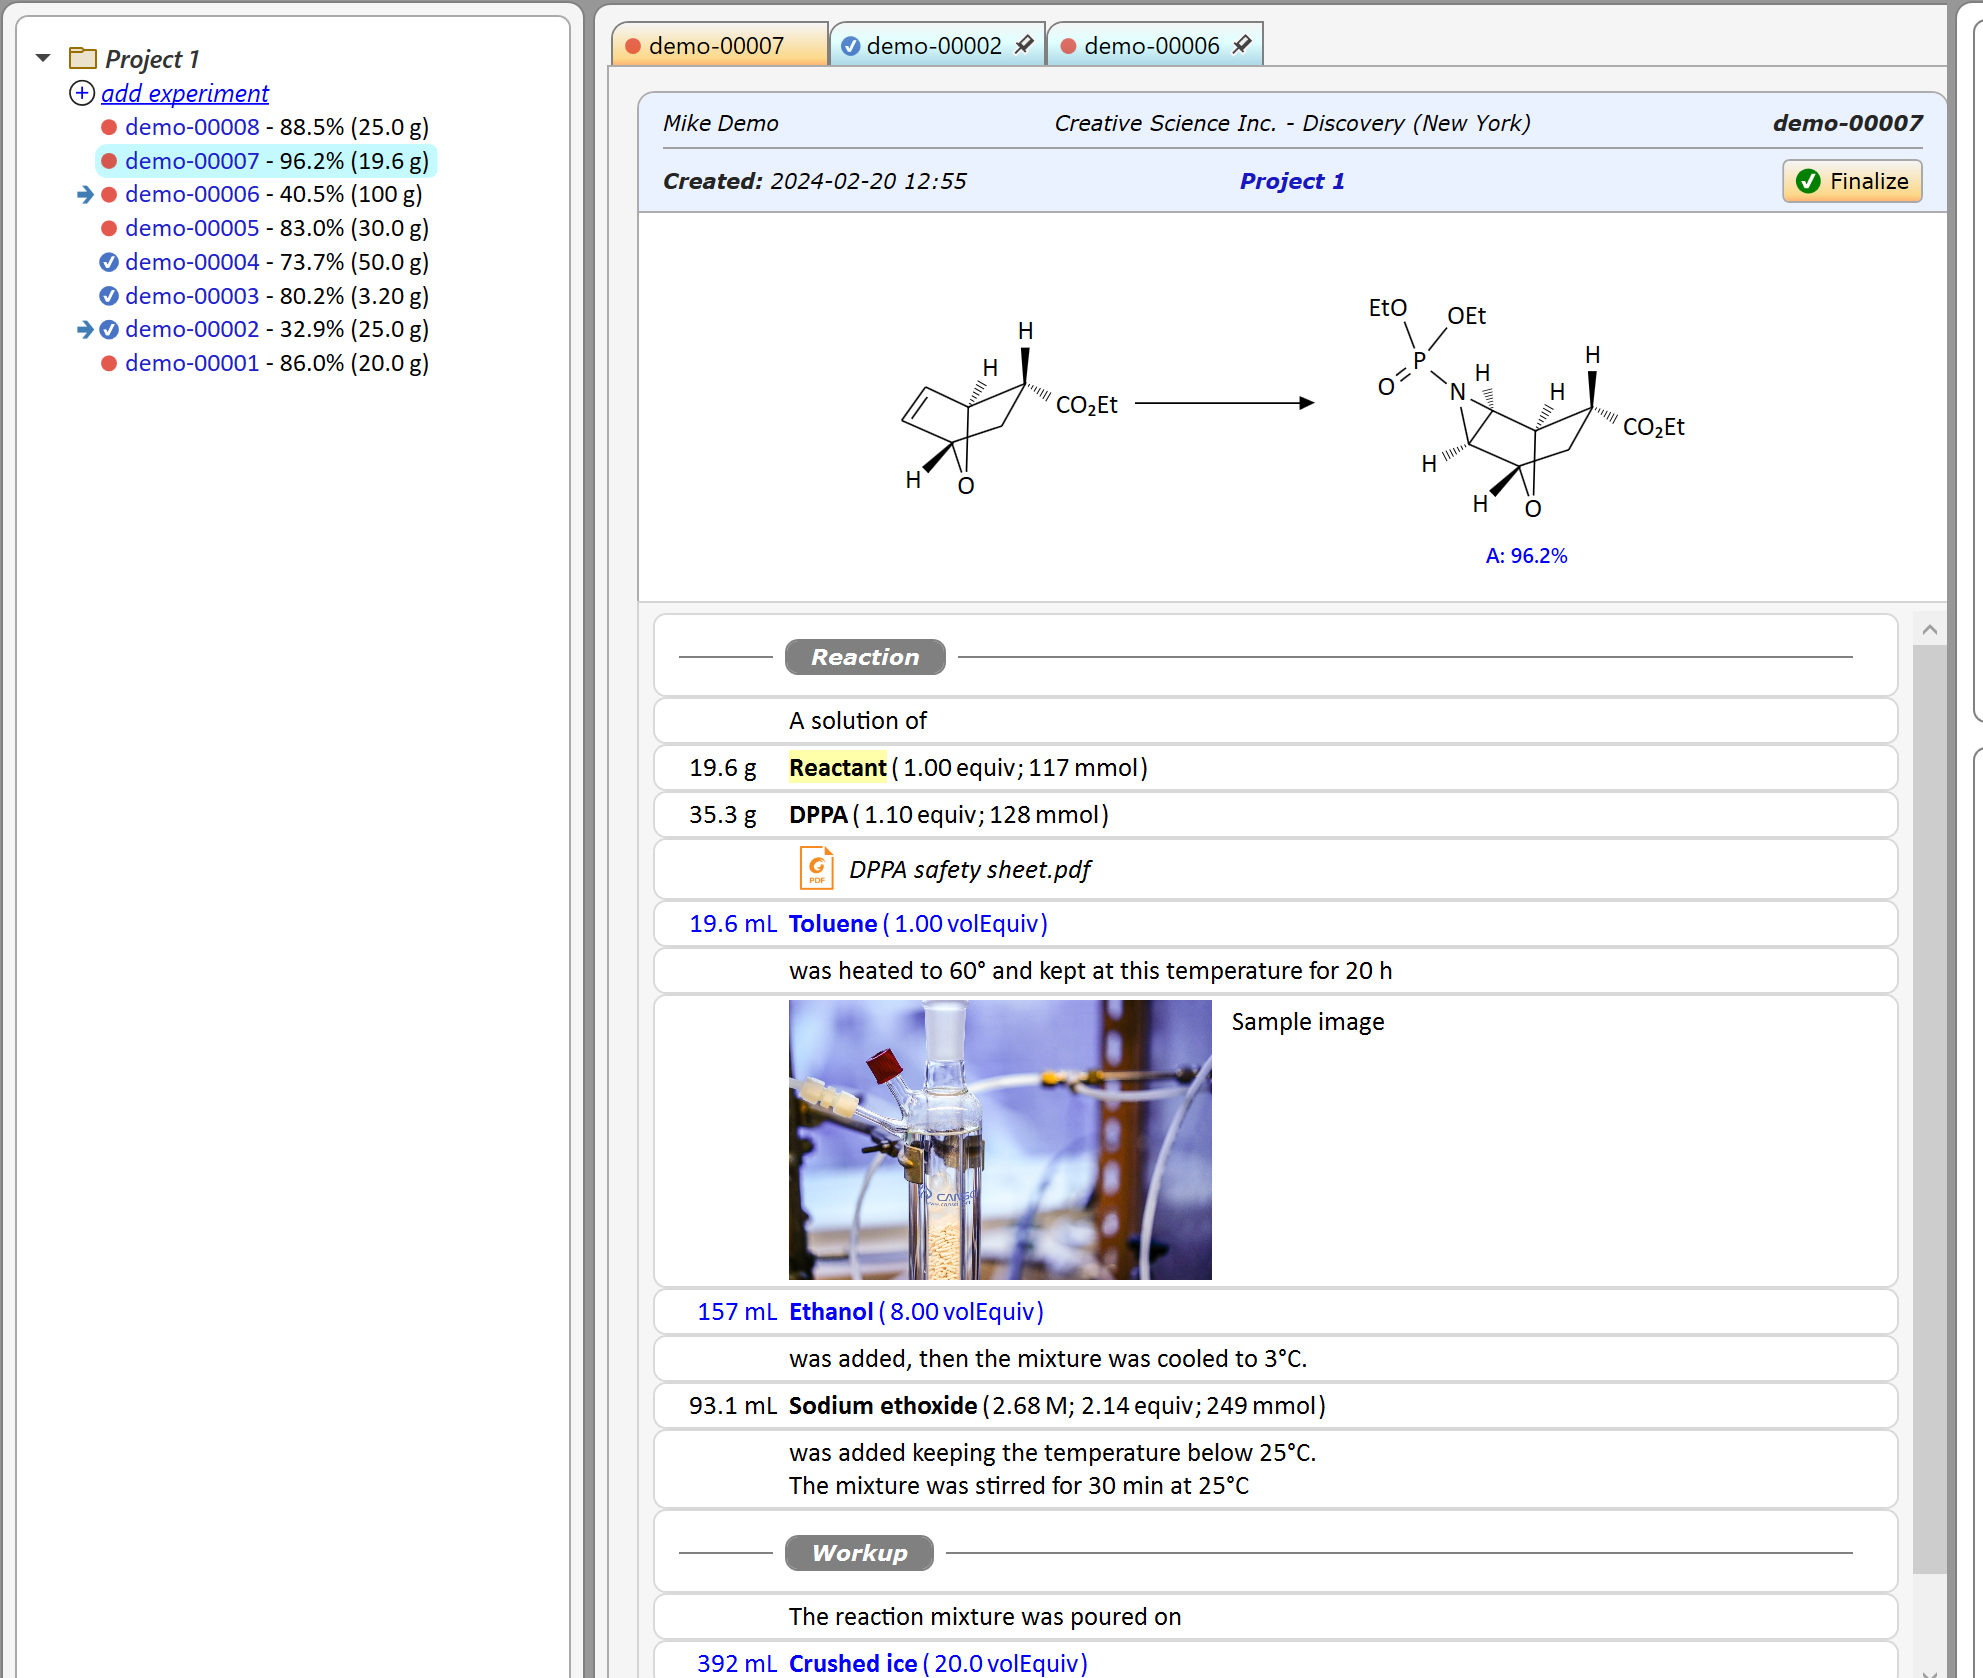 Project 1
add experiment
demo-00008 - 88.5% (25.0 g)
demo-00007 - 96.2% (19.6 g)
demo-00006 - 40.5% (100 g)
demo-00005 - 83.0% (30.0 g)
demo-00004 - 73.7% (50.0 g)
demo-00003 - 80.2% (3.20 g)
demo-00002 - 32.9% (25.0 g)
demo-00001 - 86.0% (20.0 g)
demo-00007 demo-00002 demo-00006
Mike Demo Creative Science Inc. - Discovery (New York) demo-00007
Created: 2024-02-20 12:55 Project 1 Finalize
H
H
CO₂Et
H
O
EtO
OEt
P
O
N
H
H
H
CO₂Et
H
H
O
A: 96.2%
Reaction
A solution of
19.6 g Reactant ( 1.00 equiv; 117 mmol)
35.3 g DPPA ( 1.10 equiv; 128 mmol)
PDF DPPA safety sheet.pdf
19.6 mL Toluene ( 1.00 volEquiv)
was heated to 60° and kept at this temperature for 20 h
Sample image
157 mL Ethanol ( 8.00 volEquiv)
was added, then the mixture was cooled to 3°C.
93.1 mL Sodium ethoxide (2.68 M; 2.14 equiv; 249 mmol)
was added keeping the temperature below 25°C.
The mixture was stirred for 30 min at 25°C
Workup
The reaction mixture was poured on
392 mL Crushed ice ( 20.0 volEquiv)